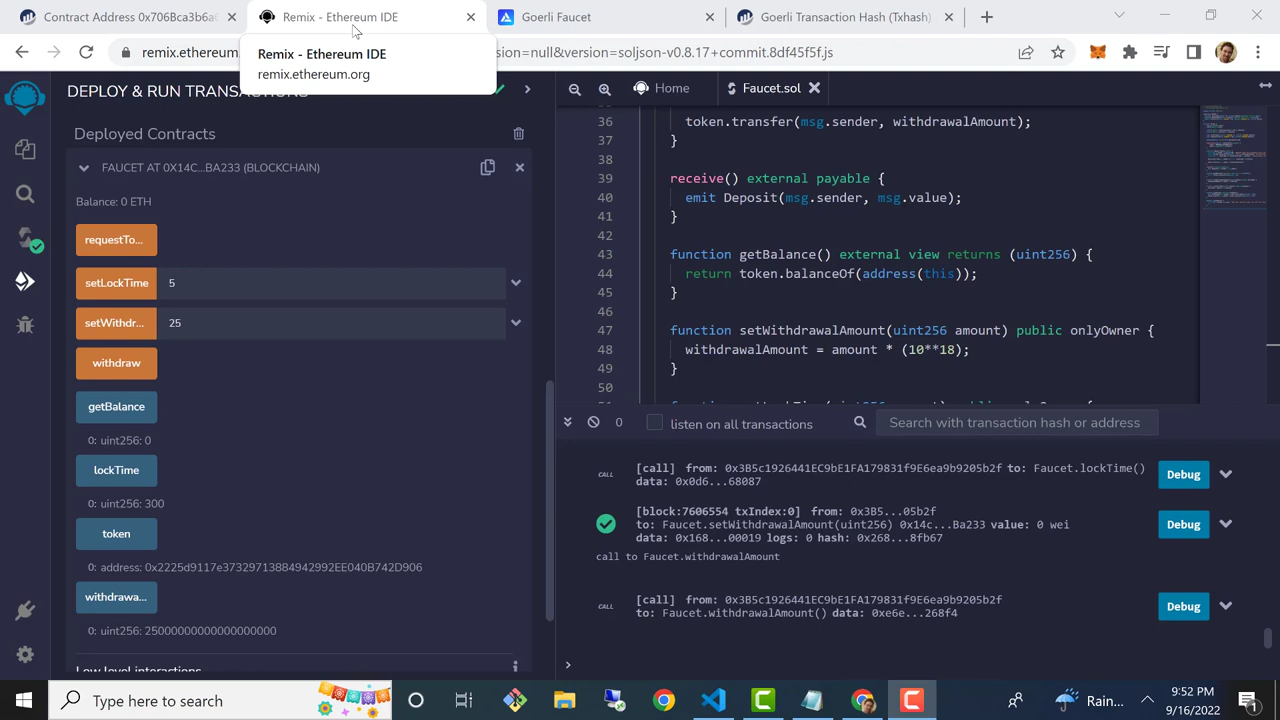 Contract Address 0x706Bca3b6a
Remix - Ethereum IDE
Goerli Faucet
Goerli Transaction Hash (Txhash)
remix.ethereum.
=null&version=soljson-v0.8.17+commit.8df45f5f.js
Remix - Ethereum IDE
remix.ethereum.org
DEPLOY & RUN TRANSACTIONS
Home
Faucet.sol
Deployed Contracts
FAUCET AT 0X14C...BA233 (BLOCKCHAIN)
Balance: 0 ETH
requestTo...
setLockTime
5
setWithdr...
25
withdraw
getBalance
0: uint256: 0
lockTime
0: uint256: 300
token
0: address: 0x2225d9117e37329713884942992EE040B742D906
withdrawa...
0: uint256: 25000000000000000000
Low level interactions
36 token.transfer(msg.sender, withdrawalAmount);
37 }
38
39 receive() external payable {
40 emit Deposit(msg.sender, msg.value);
41 }
42
43 function getBalance() external view returns (uint256) {
44 return token.balanceOf(address(this));
45 }
46
47 function setWithdrawalAmount(uint256 amount) public onlyOwner {
48 withdrawalAmount = amount * (10**18);
49 }
50
0
listen on all transactions
Search with transaction hash or address
CALL [call] from: 0x3B5c1926441EC9bE1FA179831f9E6ea9b9205b2f to: Faucet.lockTime()
data: 0x0d6...68087
Debug
[block:7606554 txIndex:0] from: 0x3B5...05b2f
to: Faucet.setWithdrawalAmount(uint256) 0x14c...Ba233 value: 0 wei
data: 0x168...00019 logs: 0 hash: 0x268...8fb67
Debug
call to Faucet.withdrawalAmount
CALL [call] from: 0x3B5c1926441EC9bE1FA179831f9E6ea9b9205b2f
to: Faucet.withdrawalAmount() data: 0xe6e...268f4
Debug
>
Type here to search
Rain...
9:52 PM
9/16/2022
1